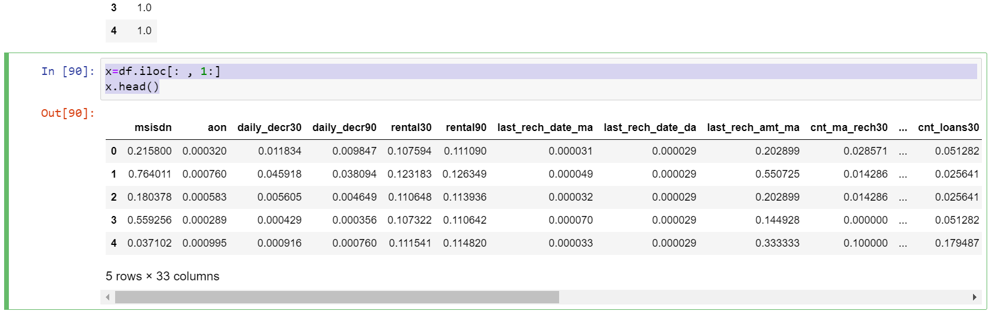 3 1.0
4 1.0
In [90]: x=df.iloc[: , 1:]
x.head()
Out[90]:
msisdn aon daily_decr30 daily_decr90 rental30 rental90 last_rech_date_ma last_rech_date_da last_rech_amt_ma cnt_ma_rech30 ... cnt_loans30
0 0.215800 0.000320 0.011834 0.009847 0.107594 0.111090 0.000031 0.000029 0.202899 0.028571 ... 0.051282
1 0.764011 0.000760 0.045918 0.038094 0.123183 0.126349 0.000049 0.000029 0.550725 0.014286 ... 0.025641
2 0.180378 0.000583 0.005605 0.004649 0.110648 0.113936 0.000032 0.000029 0.202899 0.014286 ... 0.025641
3 0.559256 0.000289 0.000429 0.000356 0.107322 0.110642 0.000070 0.000029 0.144928 0.000000 ... 0.051282
4 0.037102 0.000995 0.000916 0.000760 0.111541 0.114820 0.000033 0.000029 0.333333 0.100000 ... 0.179487
5 rows × 33 columns